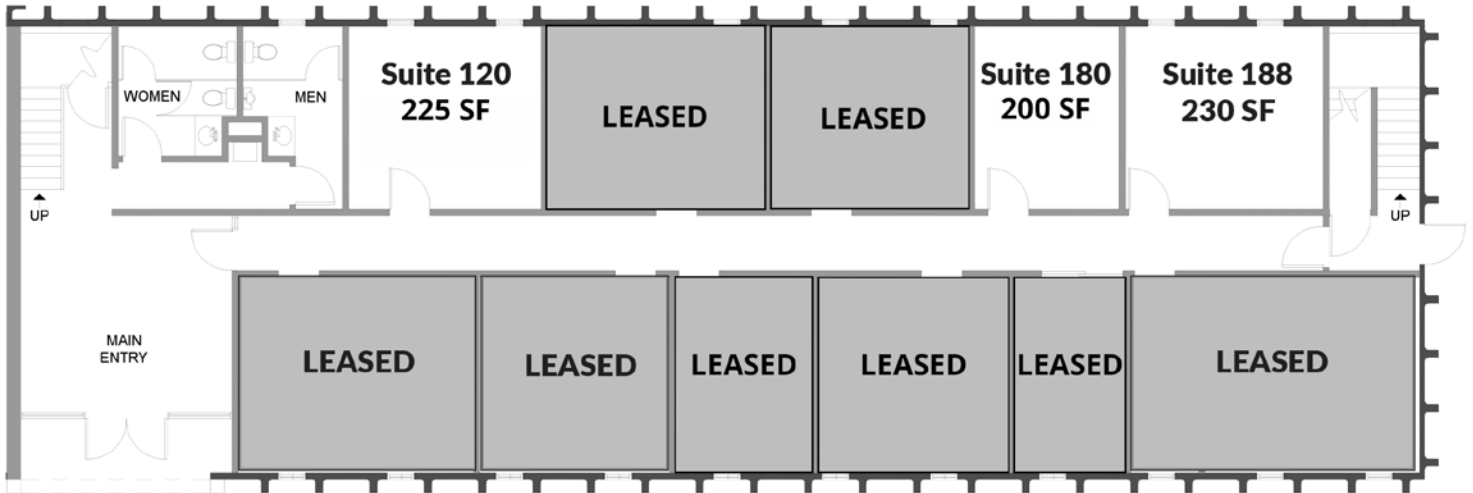 Suite 120
225 SF
LEASED
LEASED
Suite 180
200 SF
Suite 188
230 SF
WOMEN
MEN
UP
UP
MAIN
ENTRY
LEASED
LEASED
LEASED
LEASED
LEASED
LEASED